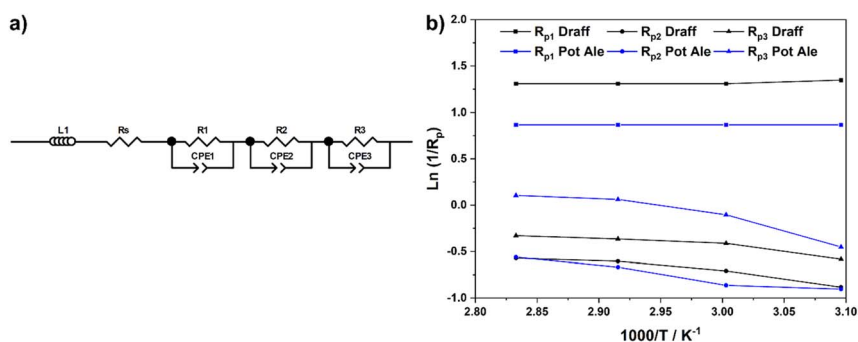 a)
L1
Rs
R1
R2
R3
CPE1
CPE2
CPE3
b)
2.0
1.5
1.0
0.5
0.0
-0.5
-1.0
Ln (1/Rp)
Rp1 Draff
Rp2 Draff
Rp3 Draff
Rp1 Pot Ale
Rp2 Pot Ale
Rp3 Pot Ale
2.80
2.85
2.90
2.95
3.00
3.05
3.10
1000/T / K-1